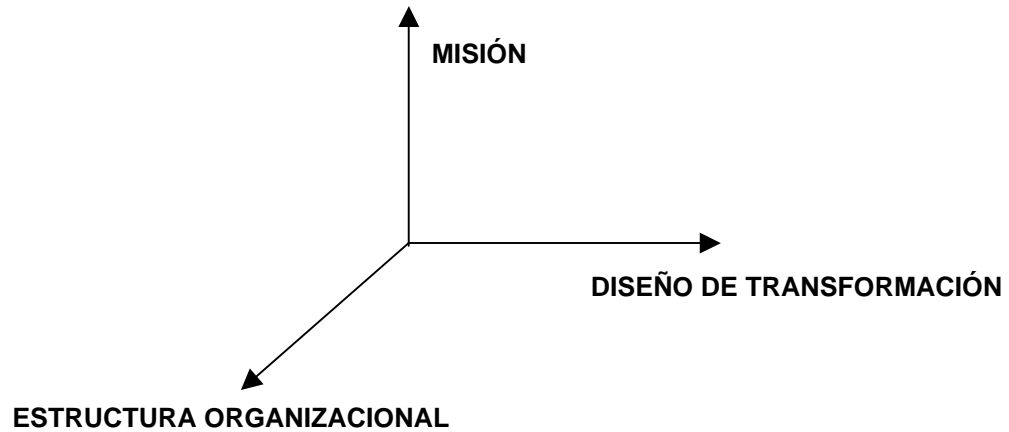 MISIÓN
DISEÑO DE TRANSFORMACIÓN
ESTRUCTURA ORGANIZACIONAL